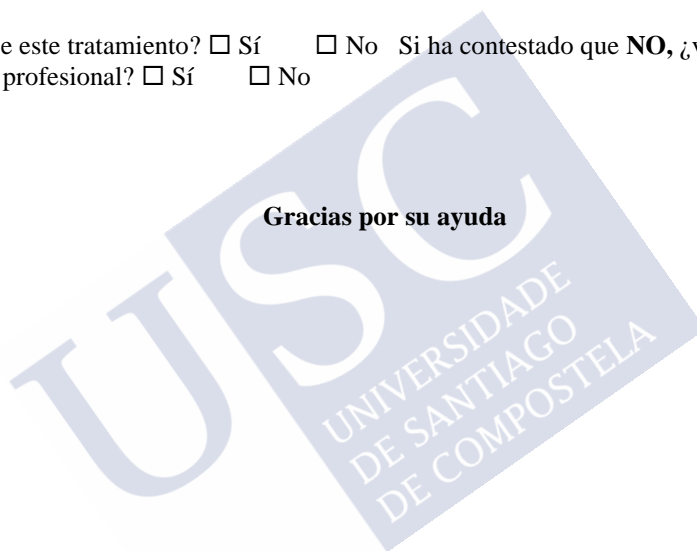 e este tratamiento? ☐ Sí ☐ No Si ha contestado que NO, ¿
profesional? ☐ Sí ☐ No
Gracias por su ayuda
USC
UNIVERSIDADE
DE SANTIAGO
DE COMPOSTELA